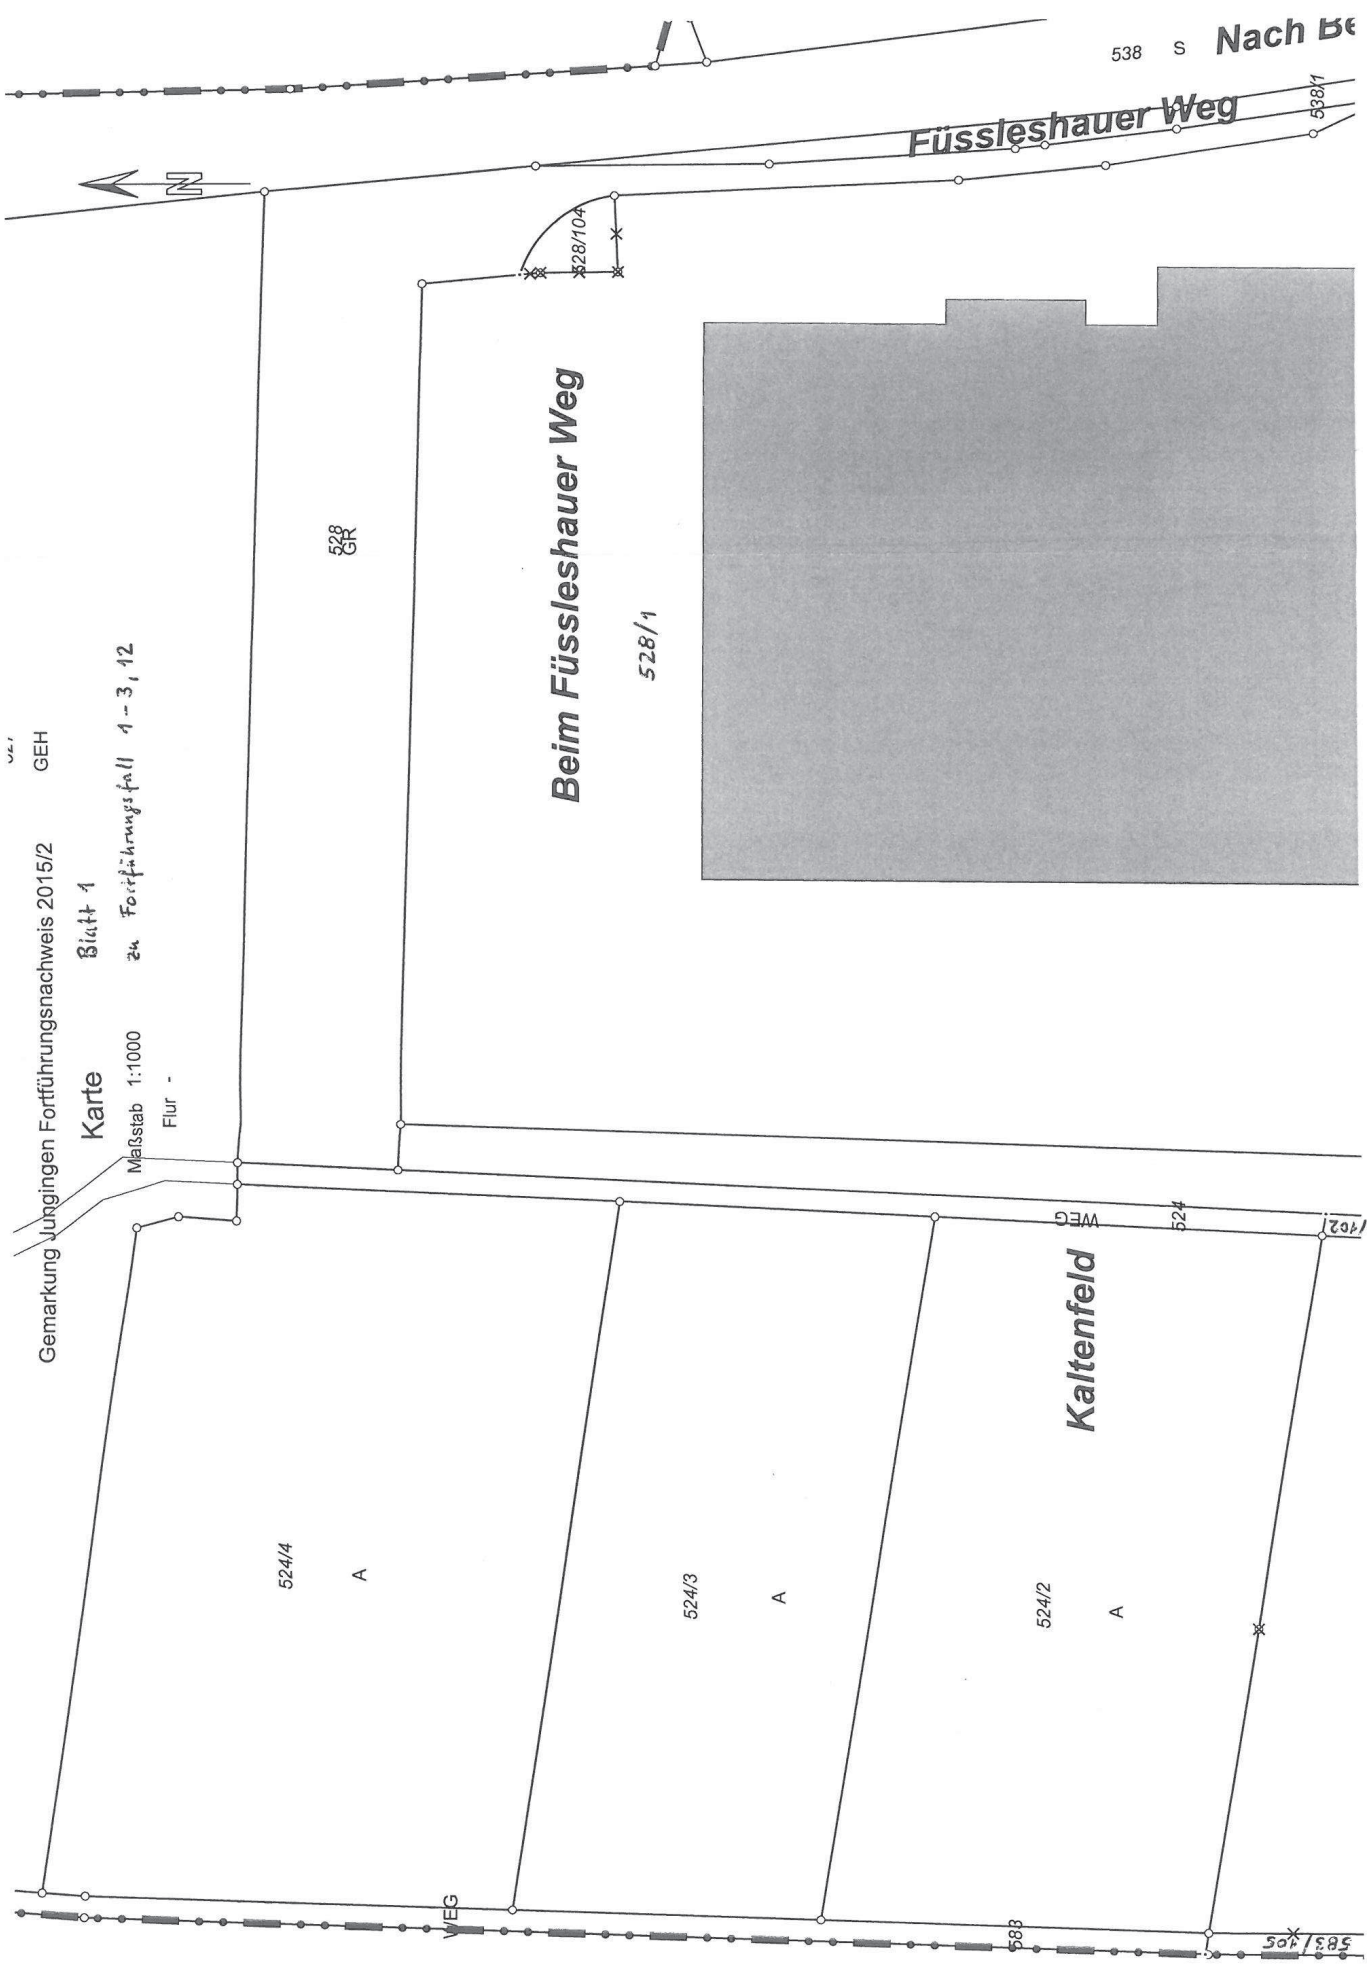 GEH
Gemarkung Jungingen Fortführungsnachweis 2015/2
Karte Blatt 1
Maßstab 1:1000 zu Fortführungsfall 1-3, 12
Flur -
N
538 S Nach Be
Füssleshauer Weg
538/1
528/104
528
GR
Beim Füssleshauer Weg
528/1
WEG
524
/102
Kaltenfeld
524/4
A
524/3
A
524/2
A
WEG
583
583/105